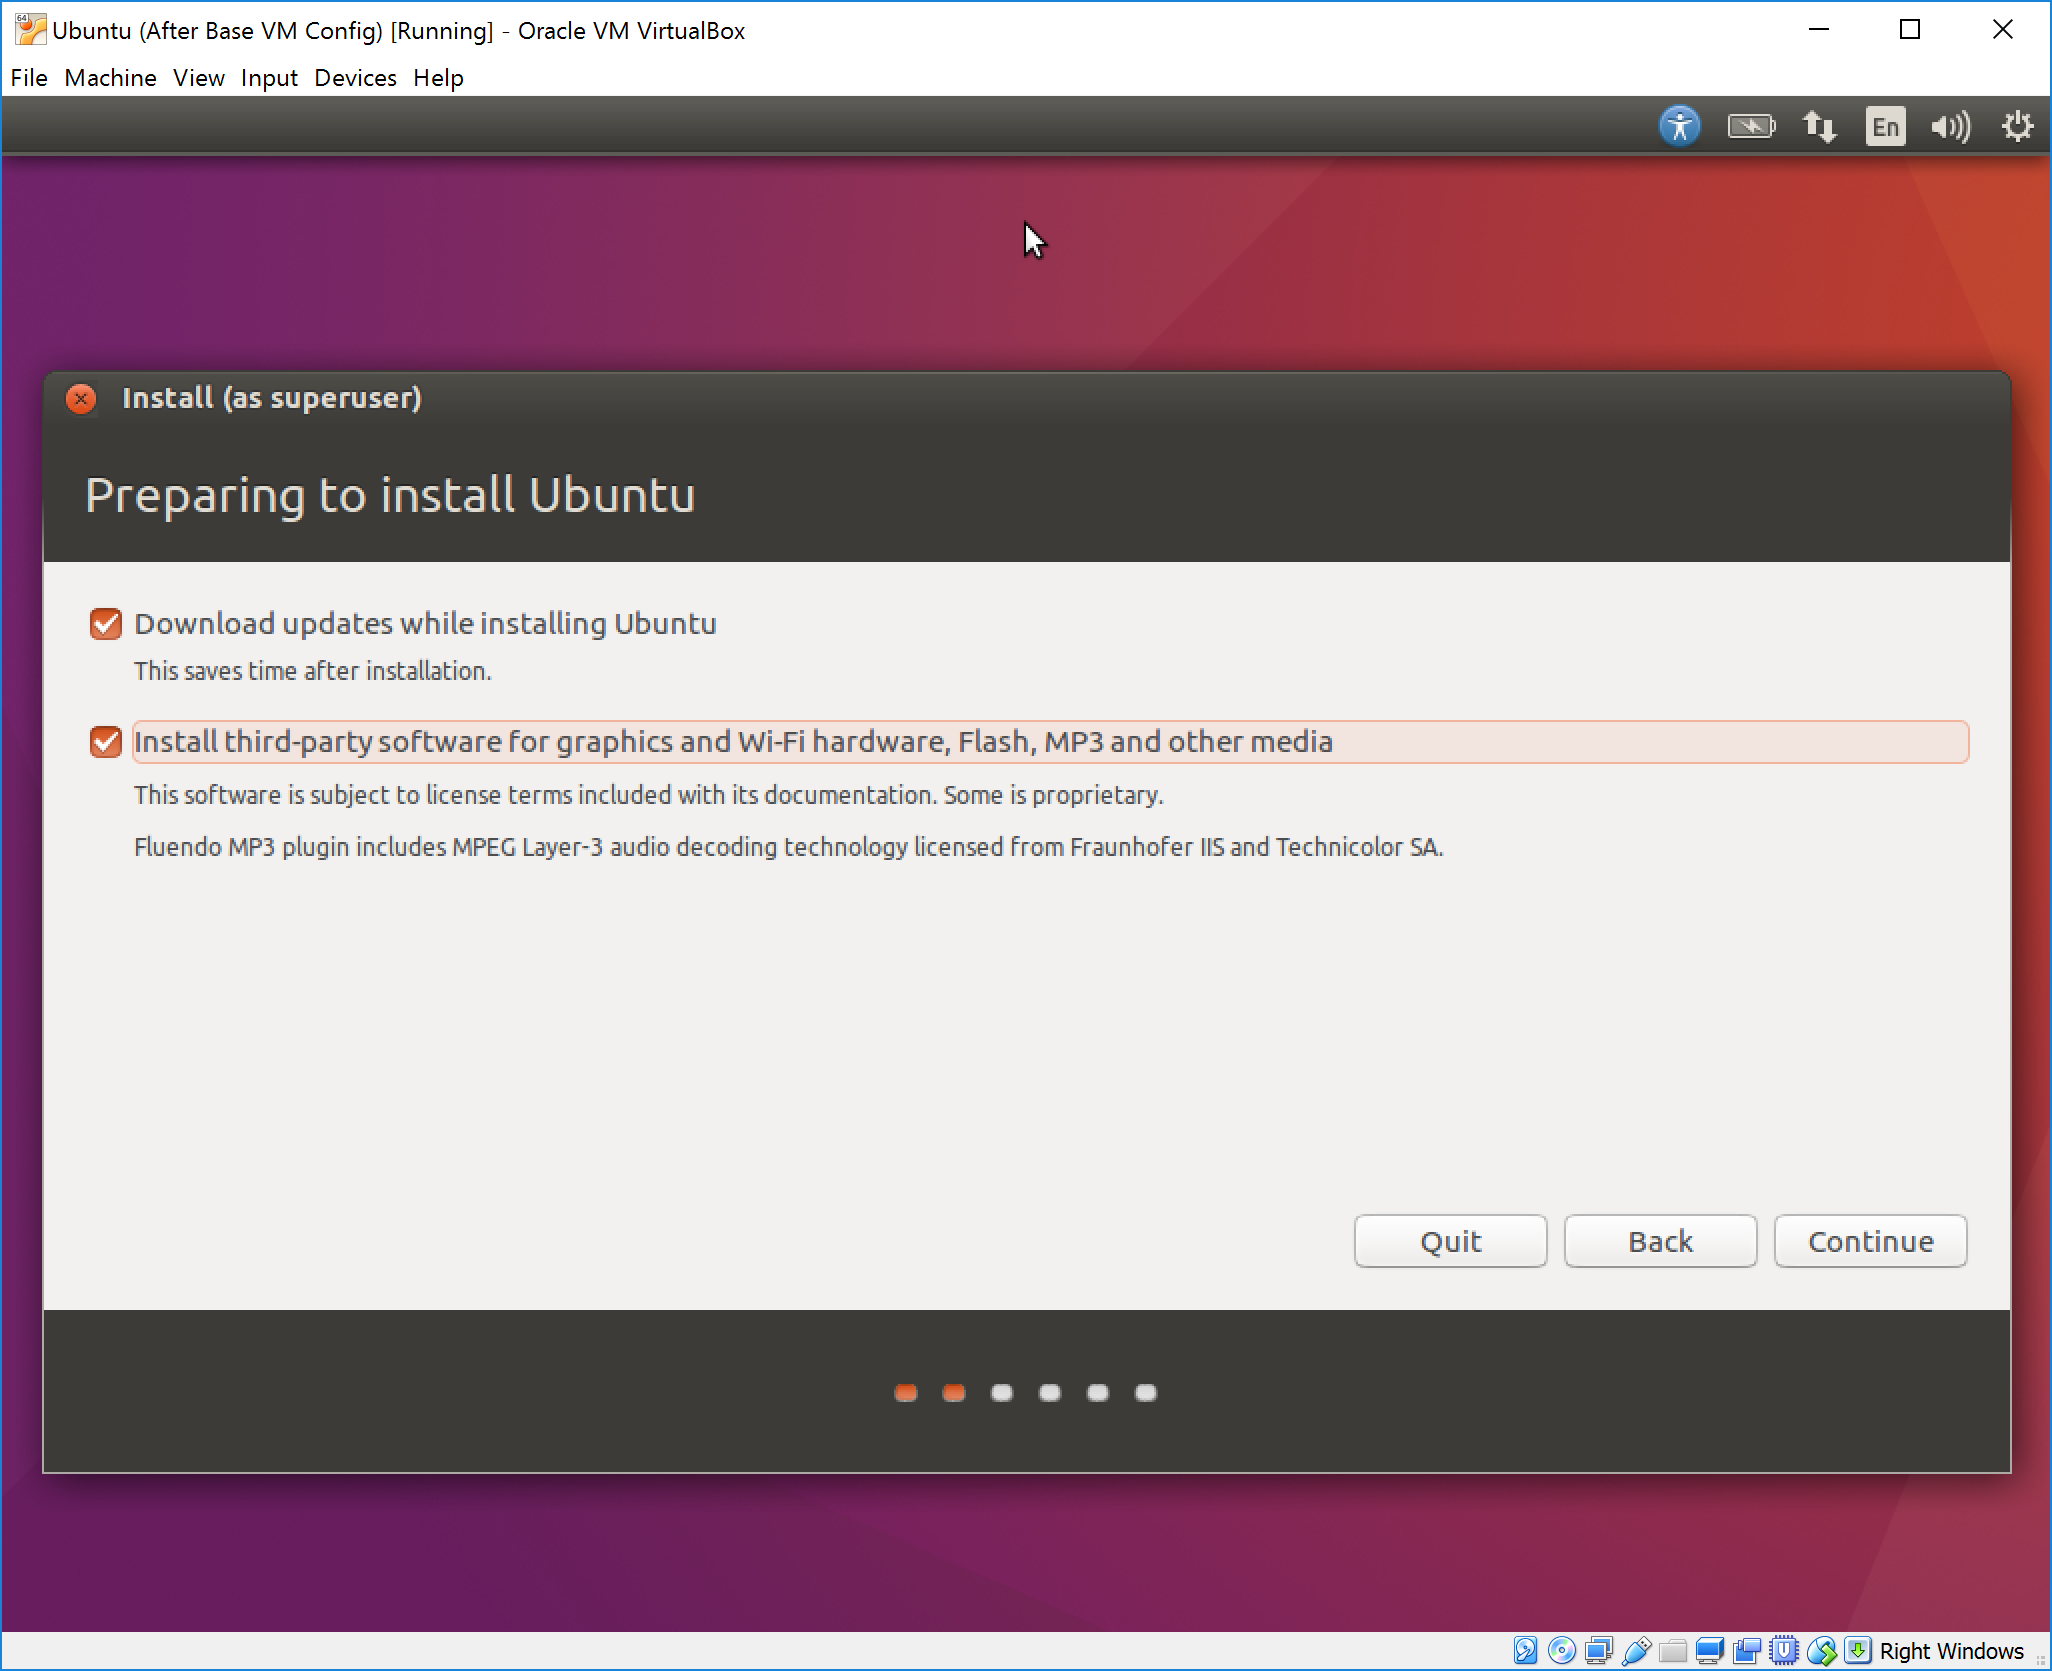 Ubuntu (After Base VM Config) [Running] - Oracle VM VirtualBox
File Machine View Input Devices Help
En
Install (as superuser)
Preparing to install Ubuntu
Download updates while installing Ubuntu
This saves time after installation.
Install third-party software for graphics and Wi-Fi hardware, Flash, MP3 and other media
This software is subject to license terms included with its documentation. Some is proprietary.
Fluendo MP3 plugin includes MPEG Layer-3 audio decoding technology licensed from Fraunhofer IIS and Technicolor SA.
Quit Back Continue
Right Windows